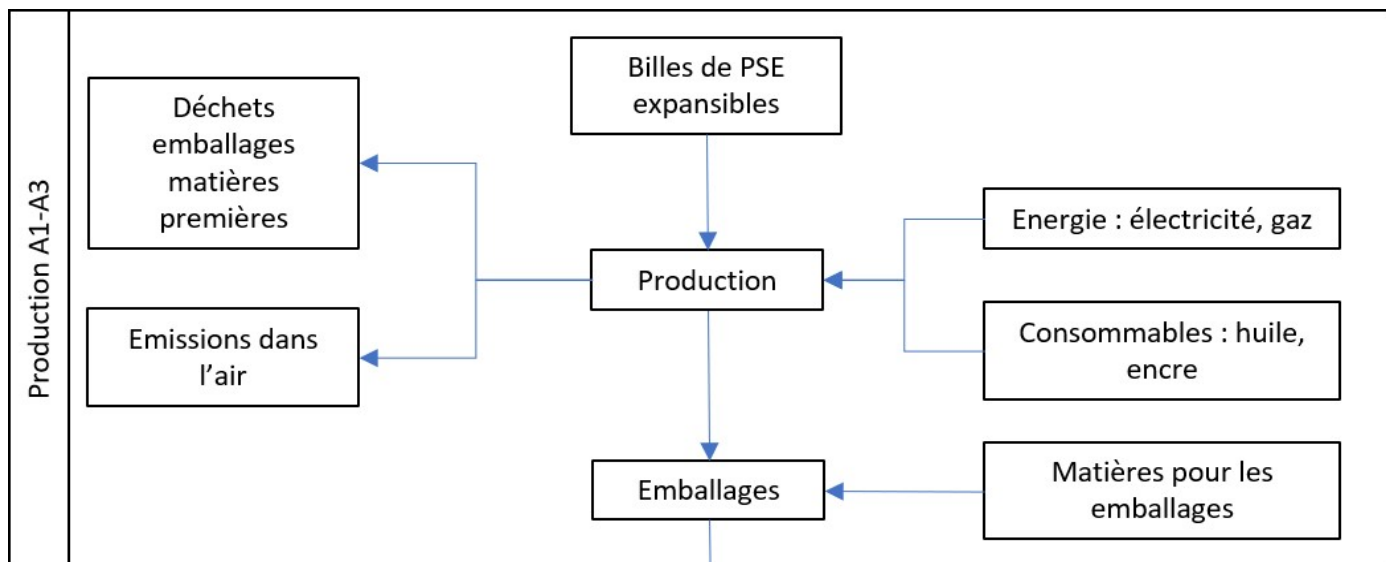 Production A1-A3
Billes de PSE
expansibles
Déchets
emballages
matières
premières
Energie : électricité, gaz
Production
Emissions dans
l’air
Consommables : huile,
encre
Emballages
Matières pour les
emballages